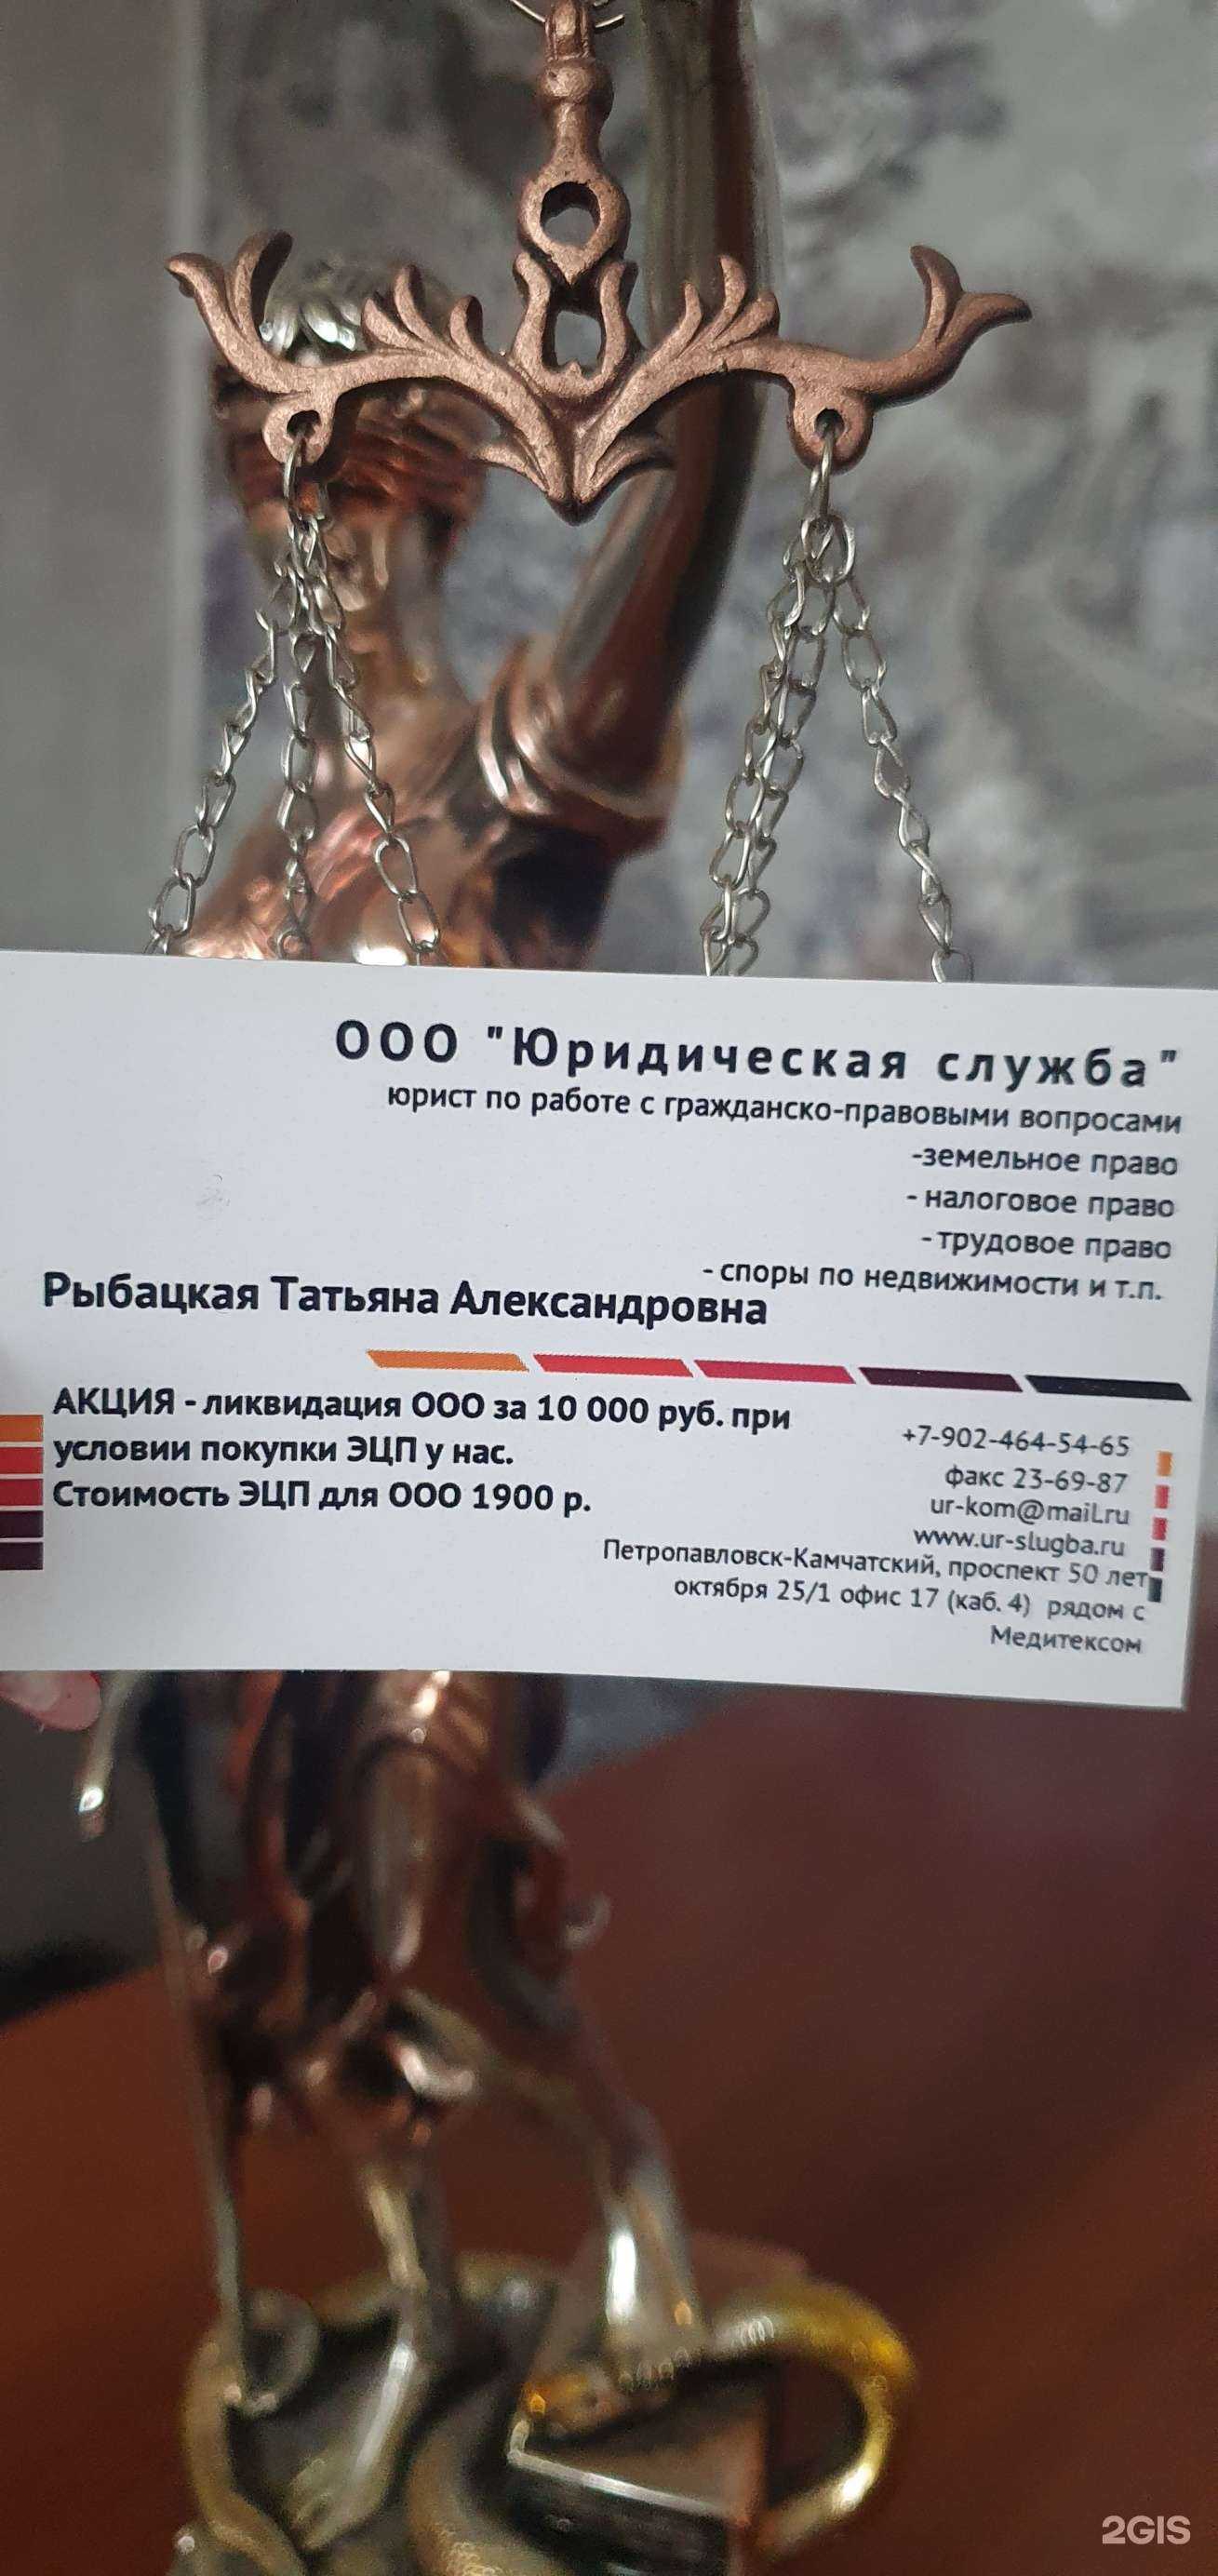 ООО "Юридическая служба"
юрист по работе с гражданско-правовыми вопросами
-земельное право
- налоговое право
- трудовое право
- споры по недвижимости и т.п.
Рыбацкая Татьяна Александровна
АКЦИЯ - ликвидация ООО за 10 000 руб. при
условии покупки ЭЦП у нас.
Стоимость ЭЦП для ООО 1900 р.
+7-902-464-54-65
факс 23-69-87
ur-kom@mail.ru
www.ur-slugba.ru
Петропавловск-Камчатский, проспект 50 лет
октября 25/1 офис 17 (каб. 4) рядом с
Медитексом
2GIS